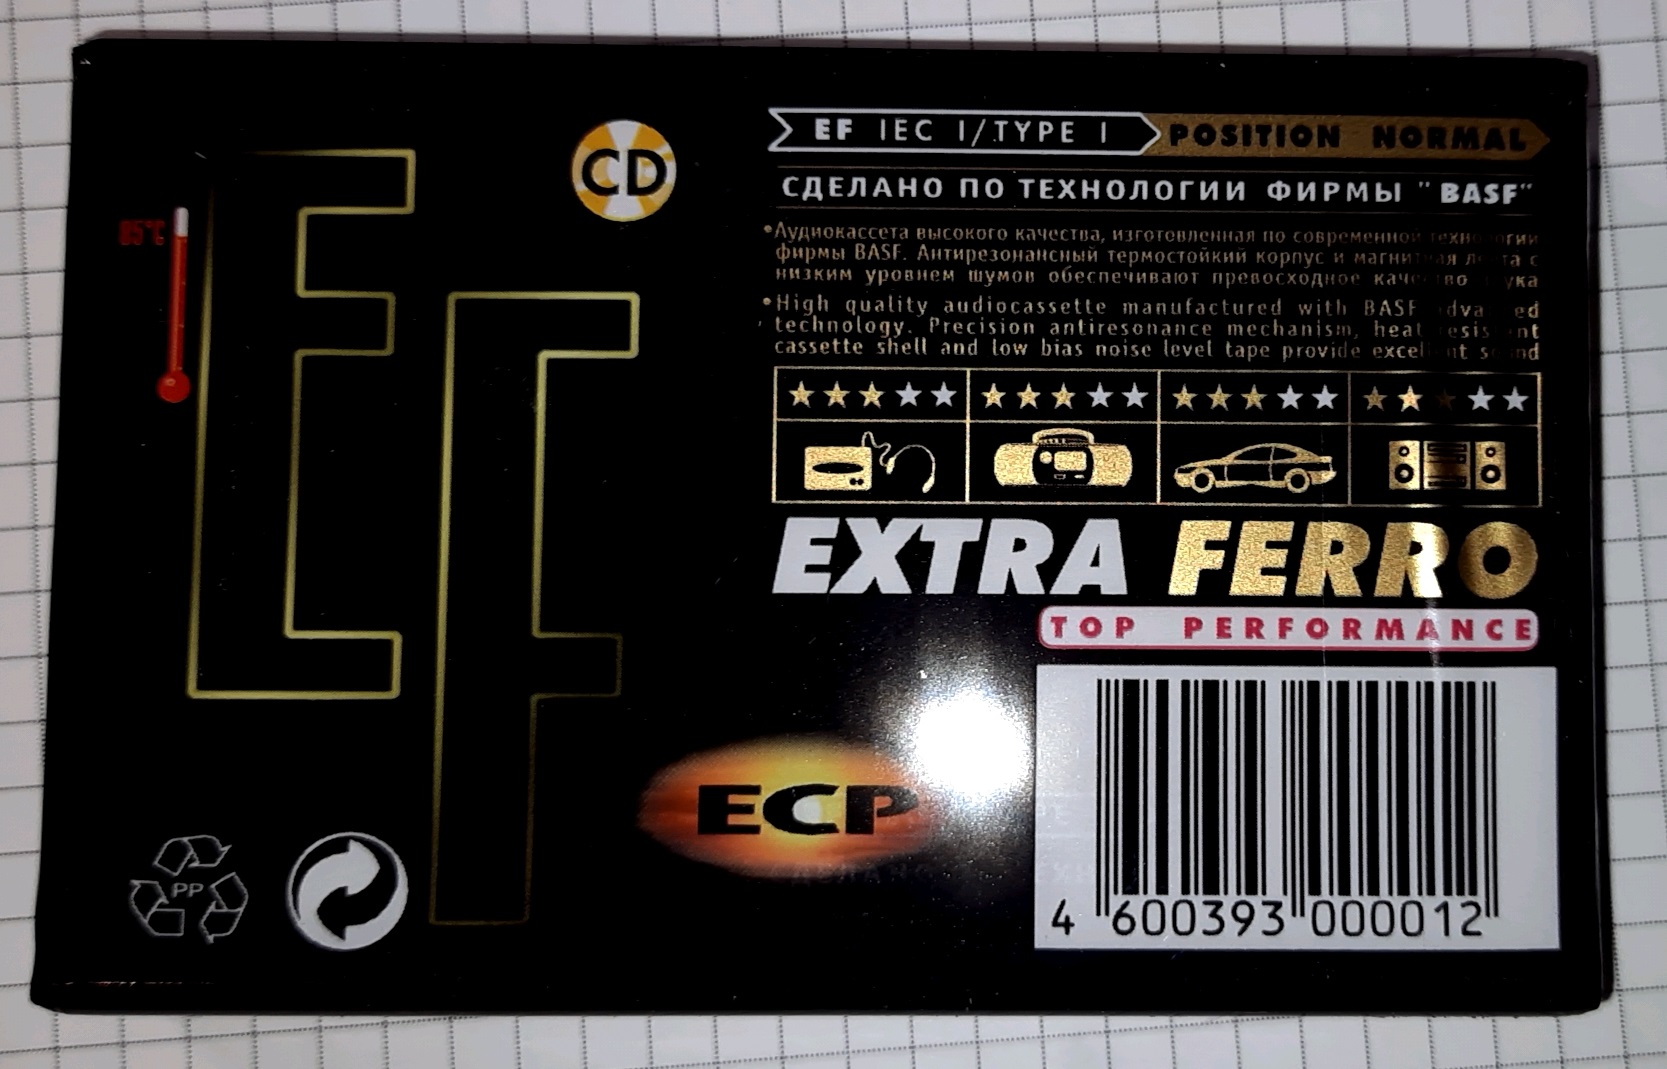 EF
CD
85°C
EF IEC I/TYPE I POSITION NORMAL
СДЕЛАНО ПО ТЕХНОЛОГИИ ФИРМЫ "BASF"
•Аудиокассета высокого качества, изготовленная по современной технологии
фирмы BASF. Антирезонансный термостойкий корпус и магнитная лента с
низким уровнем шумов обеспечивают превосходное качество звука
•High quality audiocassette manufactured with BASF advanced
technology. Precision antiresonance mechanism, heat resistent
cassette shell and low bias noise level tape provide excellent sound
EXTRA FERRO
TOP PERFORMANCE
ECP
PP
4 600393 000012